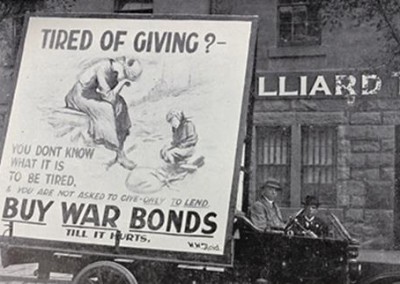 TIRED OF GIVING?—
YOU DONT KNOW
WHAT IT IS
TO BE TIRED.
& YOU ARE NOT ASKED TO GIVE-ONLY TO LEND
BUY WAR BONDS
TILL IT HURTS.
LLIARD